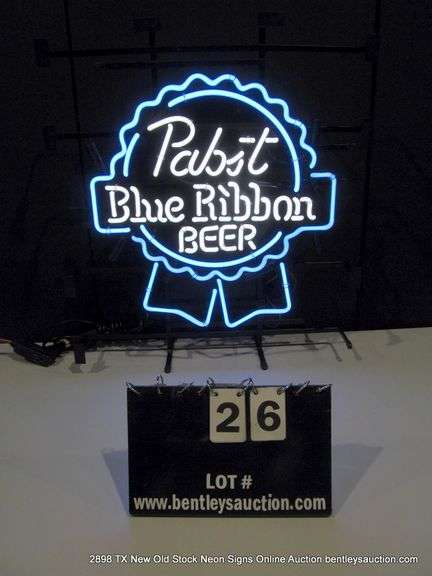 Pabst
Blue Ribbon
BEER
26
LOT #
www.bentleysauction.com
2898 TX New Old Stock Neon Signs Online Auction bentleysauction.com